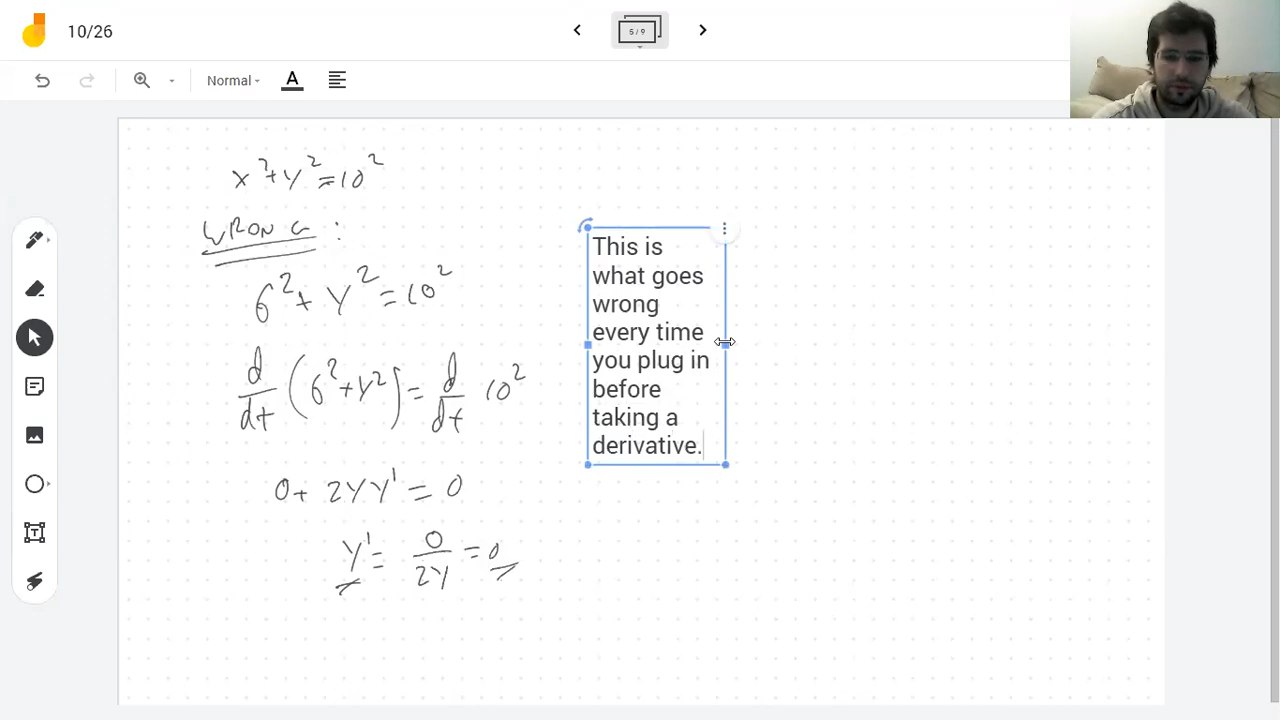 10/26
5 / 9
Normal
A
x²+y²=10²
WRONG:
6²+y²=10²
d/dt (6²+y²)= d/dt 10²
0+2yy'=0
y'= 0/2y =0
This is
what goes
wrong
every time
you plug in
before
taking a
derivative.